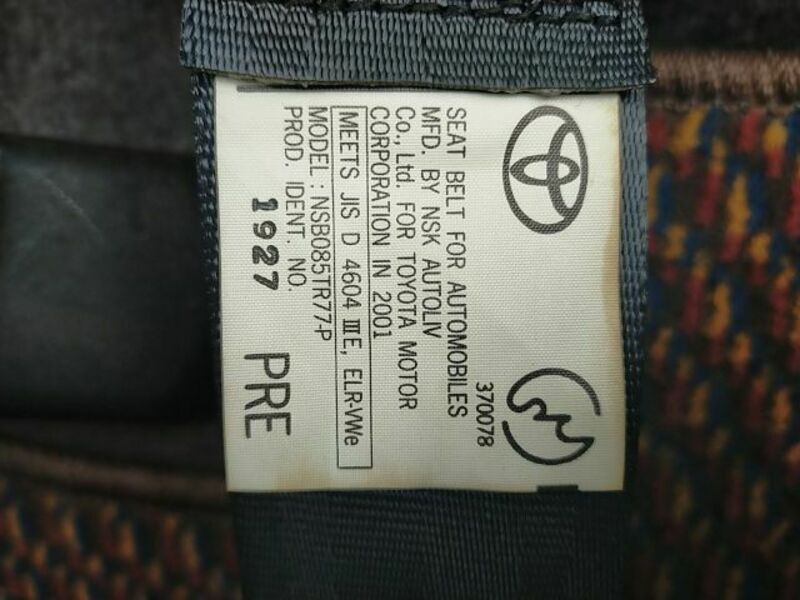 370078
SEAT BELT FOR AUTOMOBILES
MFD. BY NSK AUTOLIV
Co., Ltd. FOR TOYOTA MOTOR
CORPORATION IN 2001
MEETS JIS D 4604 ⅢE, ELR-VWe
MODEL : NSB085TR77-P
PROD. IDENT. NO.
1927
PRE